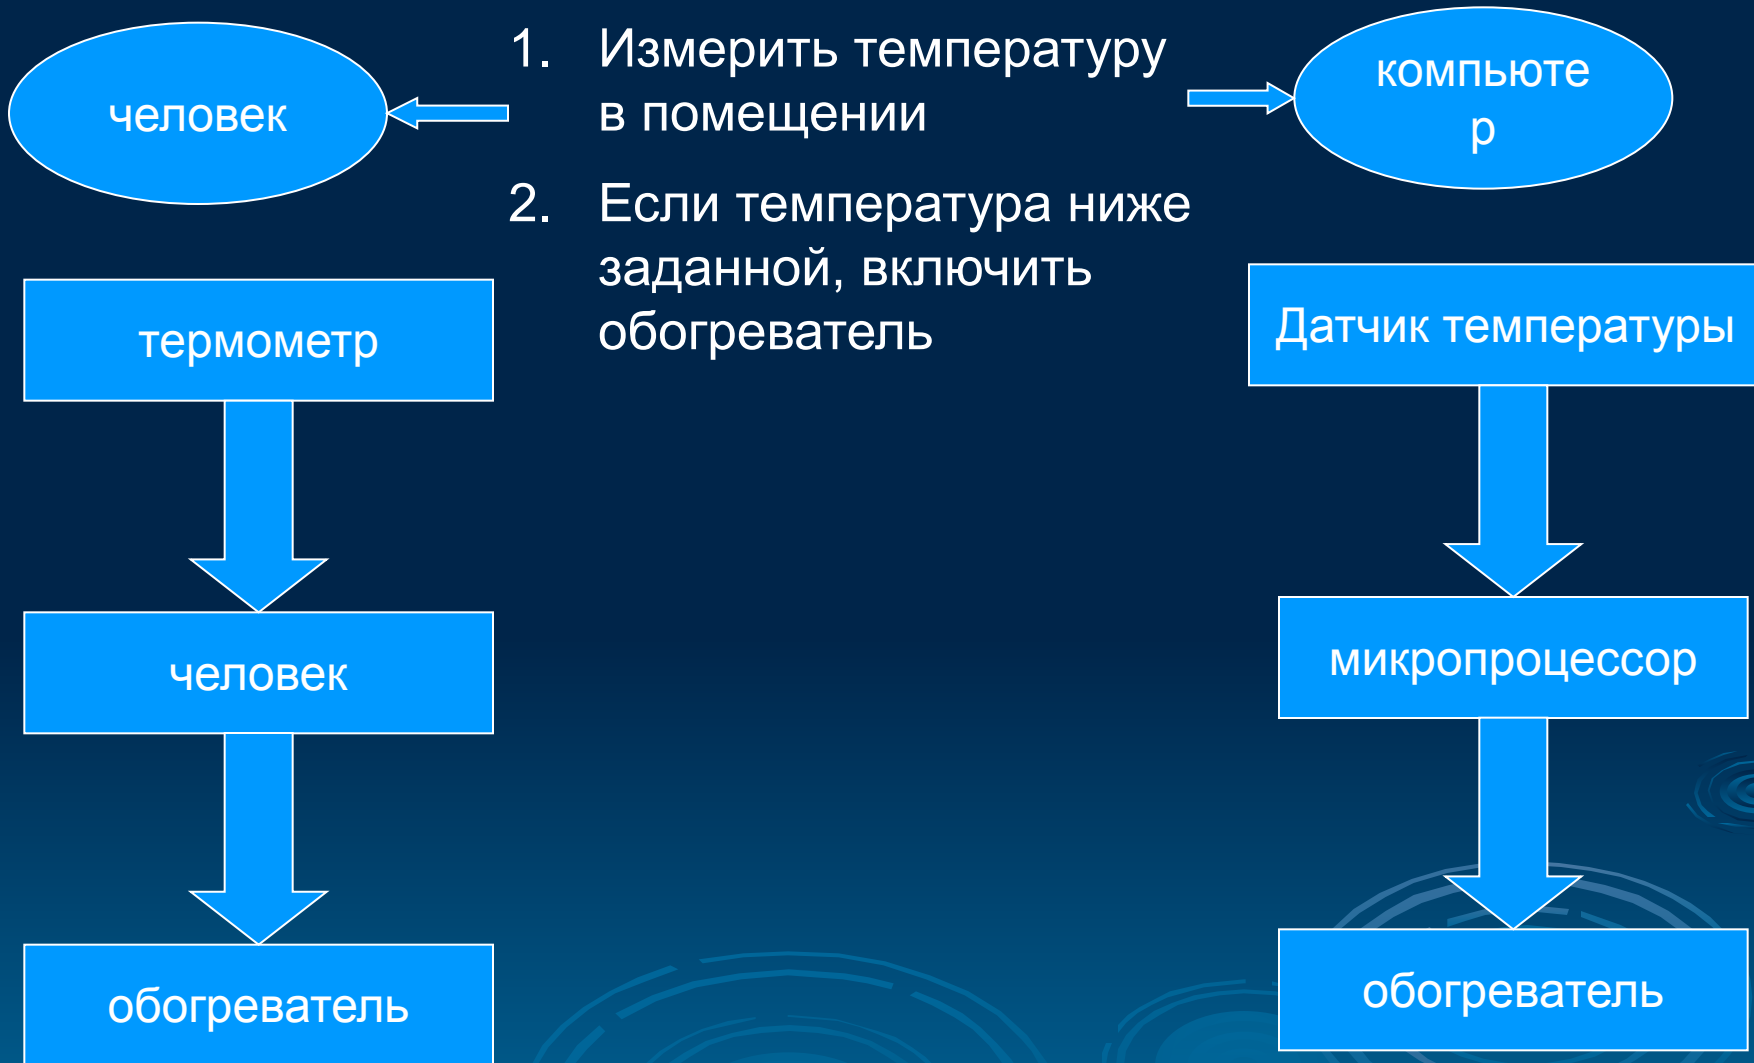 человек
1. Измерить температуру
в помещении
2. Если температура ниже
заданной, включить
обогреватель
компьюте
р
термометр
человек
обогреватель
Датчик температуры
микропроцессор
обогреватель